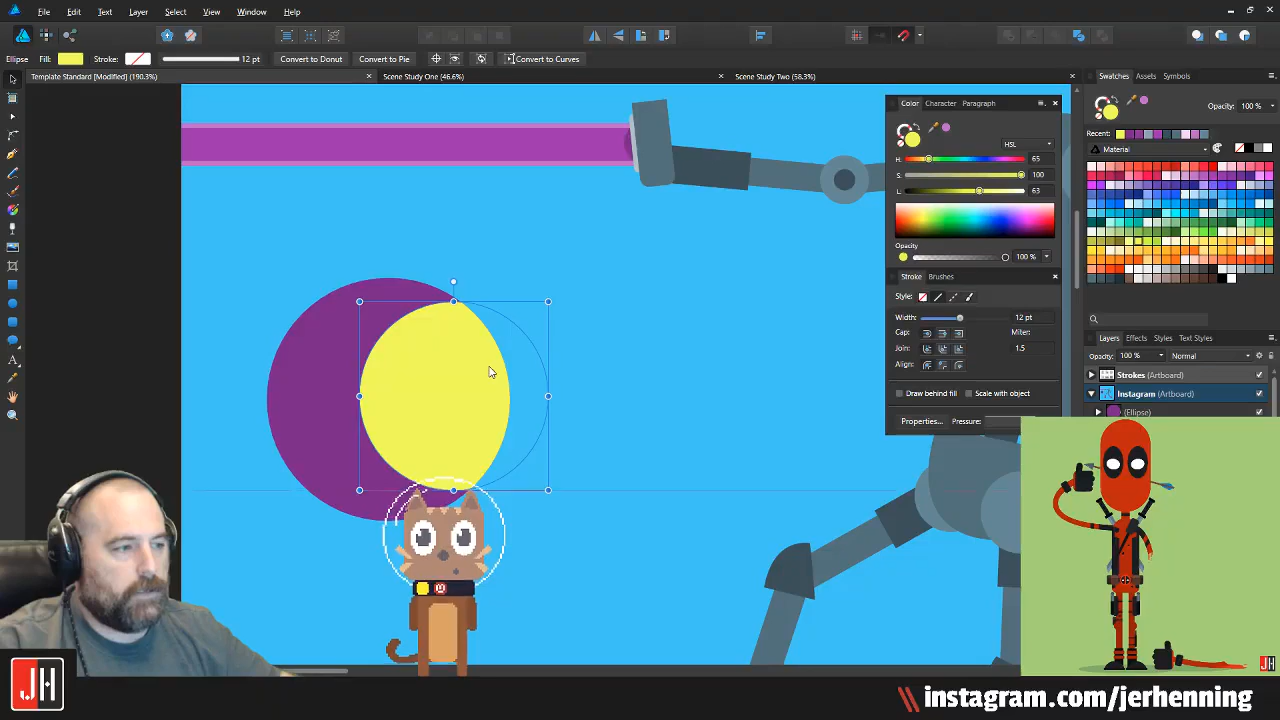 File Edit Text Layer Select View Window Help
Ellipse Fill: Stroke: 12 pt Convert to Donut Convert to Pie Convert to Curves
Template Standard [Modified] (190.3%) Scene Study One (46.6%) Scene Study Two (58.3%)
Swatches Assets Symbols
Color Character Paragraph
Opacity: 100 %
Recent:
HSL
Material
H: 65
S: 100
L: 63
Opacity
100 %
Stroke Brushes
Style:
Width: 12 pt
Cap: Miter:
Join: 1.5
Align:
Layers Effects Styles Text Styles
Opacity: 100 % Normal
Strokes (Artboard)
Draw behind fill Scale with object
Instagram (Artboard)
(Ellipse)
Properties... Pressure:
JH
JH
\\ instagram.com/jerhenning